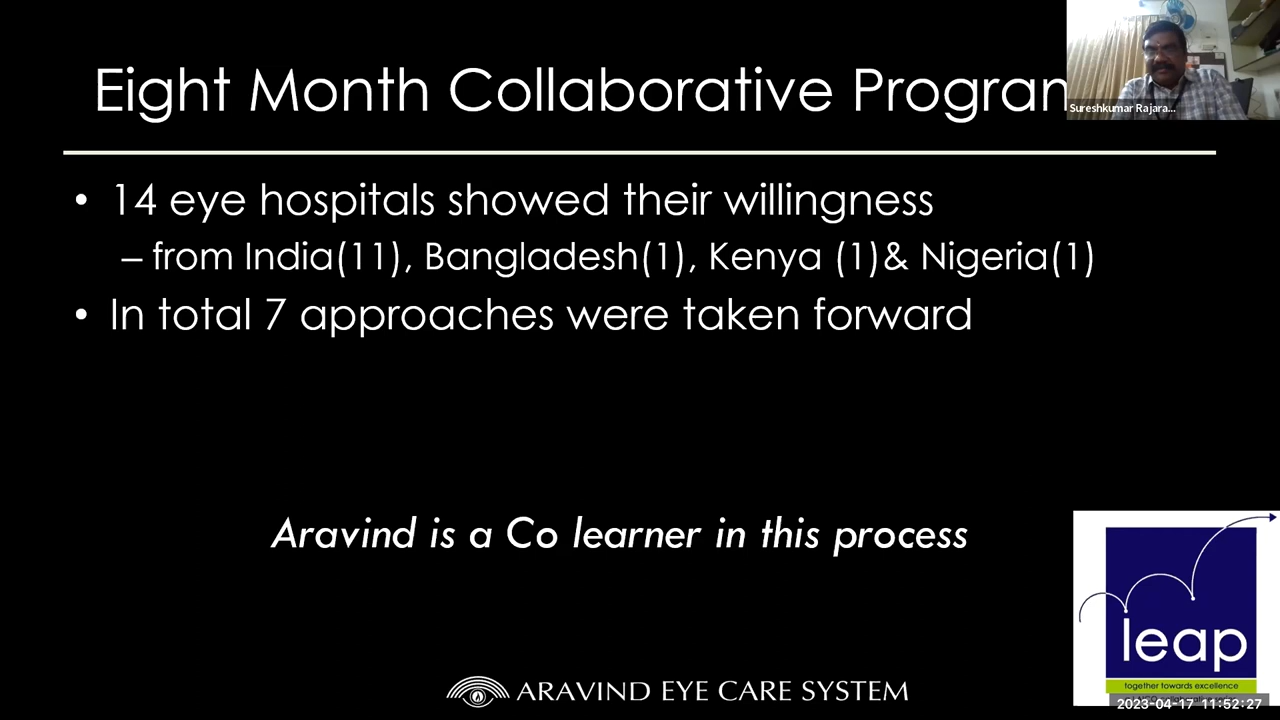 Eight Month Collaborative Program
Sureshkumar Rajara...
• 14 eye hospitals showed their willingness
– from India(11), Bangladesh(1), Kenya (1)& Nigeria(1)
• In total 7 approaches were taken forward
Aravind is a Co learner in this process
leap
together towards excellence
ARAVIND EYE CARE SYSTEM
2023-04-17 11:52:27